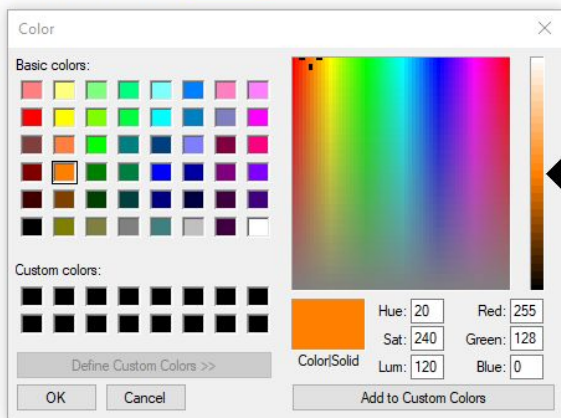 Color
Basic colors:
Custom colors:
Define Custom Colors >>
OK Cancel
Color|Solid
Hue: 20 Red: 255
Sat: 240 Green: 128
Lum: 120 Blue: 0
Add to Custom Colors